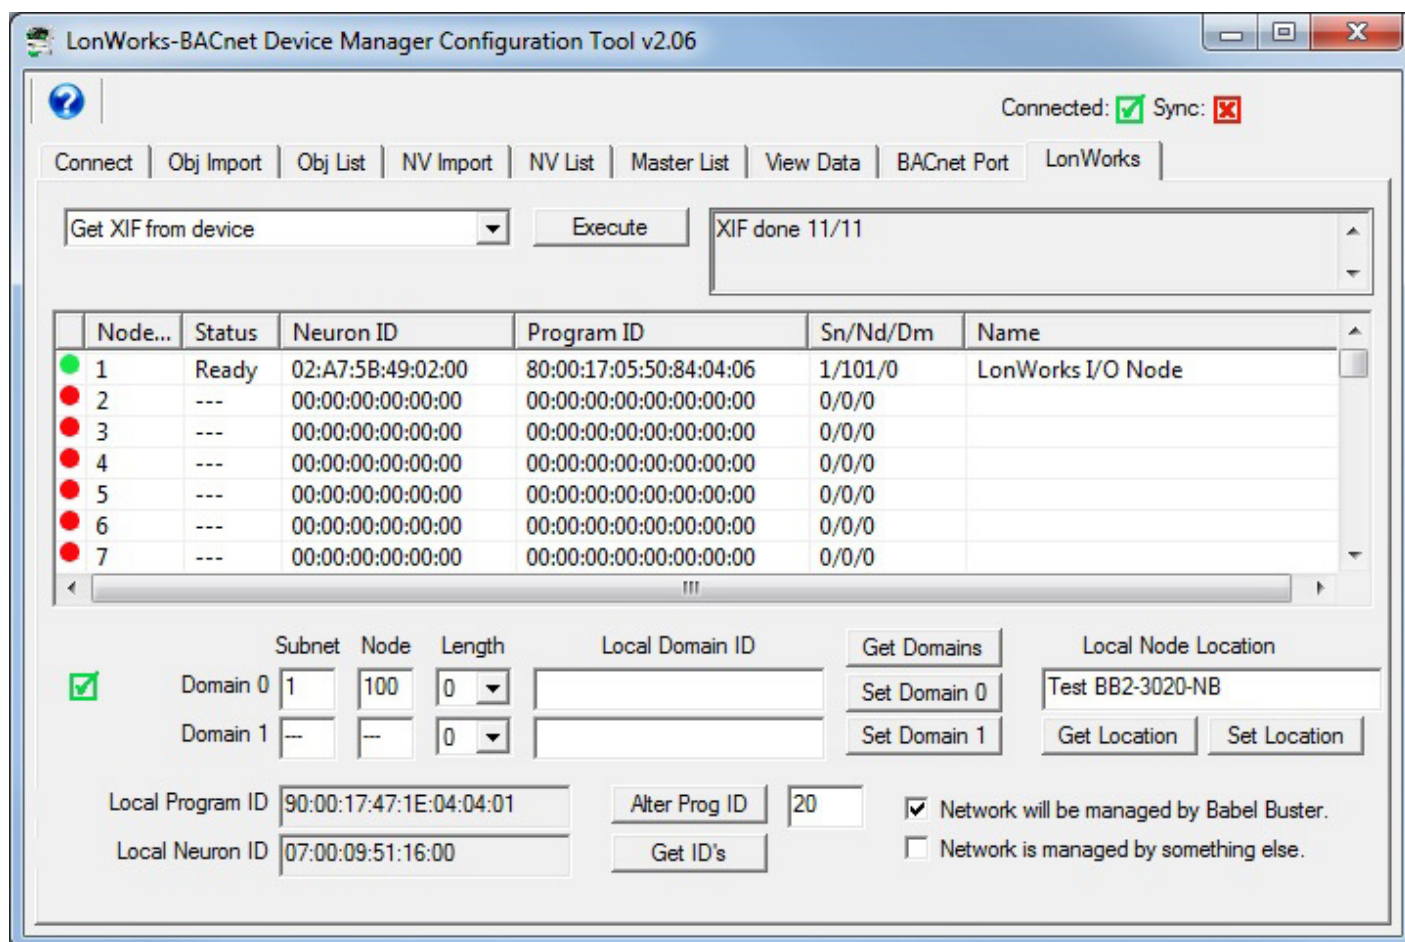 LonWorks-BACnet Device Manager Configuration Tool v2.06
Connected: Sync:
Connect Obj Import Obj List NV Import NV List Master List View Data BACnet Port LonWorks
Get XIF from device Execute XIF done 11/11
Node... Status Neuron ID Program ID Sn/Nd/Dm Name
1 Ready 02:A7:5B:49:02:00 80:00:17:05:50:84:04:06 1/101/0 LonWorks I/O Node
2 --- 00:00:00:00:00:00 00:00:00:00:00:00:00:00 0/0/0
3 --- 00:00:00:00:00:00 00:00:00:00:00:00:00:00 0/0/0
4 --- 00:00:00:00:00:00 00:00:00:00:00:00:00:00 0/0/0
5 --- 00:00:00:00:00:00 00:00:00:00:00:00:00:00 0/0/0
6 --- 00:00:00:00:00:00 00:00:00:00:00:00:00:00 0/0/0
7 --- 00:00:00:00:00:00 00:00:00:00:00:00:00:00 0/0/0
Subnet Node Length Local Domain ID Get Domains Local Node Location
Domain 0 1 100 0 Set Domain 0 Test BB2-3020-NB
Domain 1 --- --- 0 Set Domain 1 Get Location Set Location
Local Program ID 90:00:17:47:1E:04:04:01 Alter Prog ID 20 Network will be managed by Babel Buster.
Local Neuron ID 07:00:09:51:16:00 Get ID's Network is managed by something else.